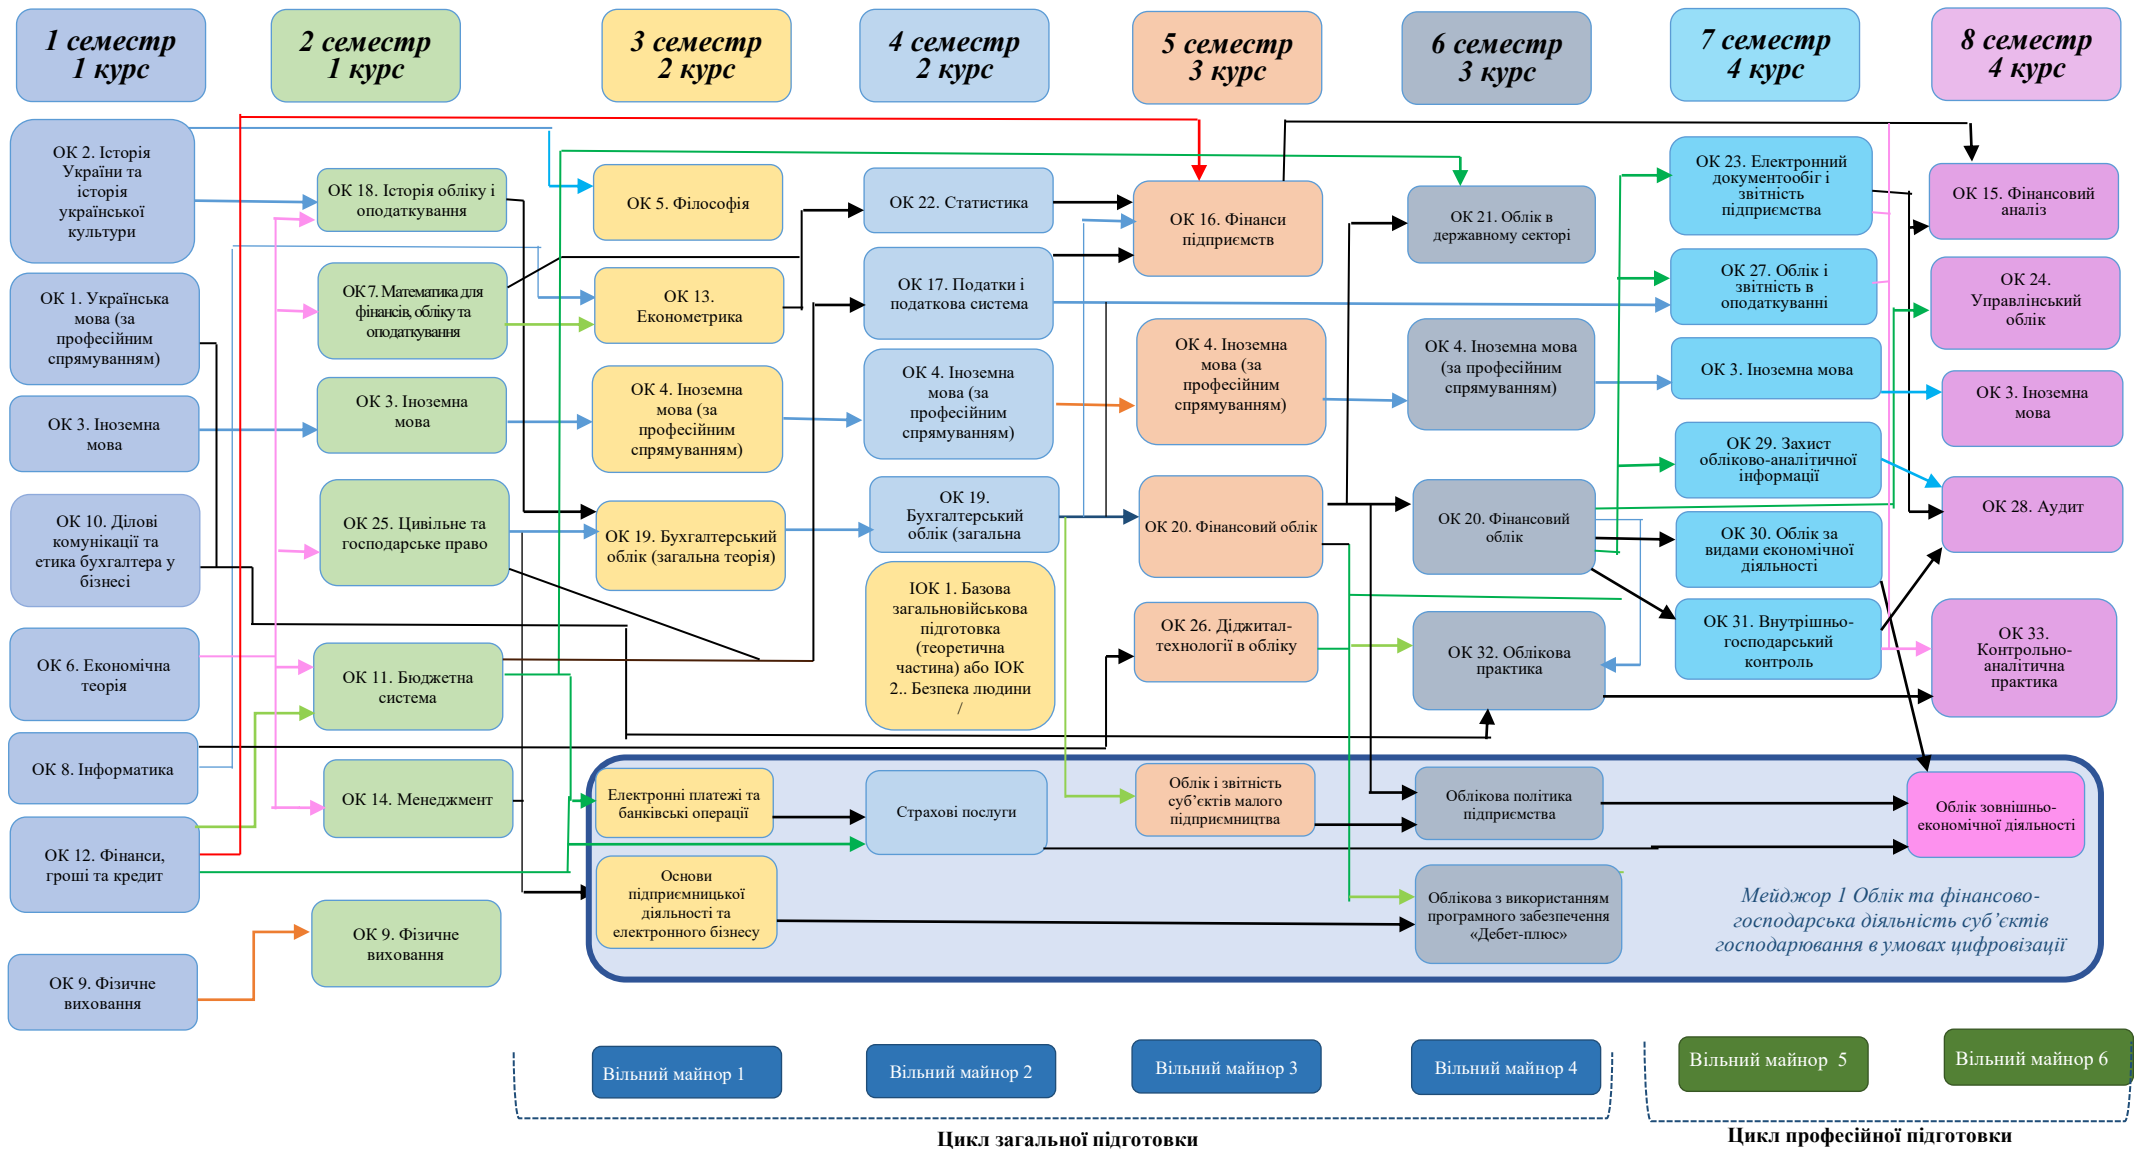 1 семестр
1 курс
2 семестр
1 курс
3 семестр
2 курс
4 семестр
2 курс
5 семестр
3 курс
6 семестр
3 курс
7 семестр
4 курс
8 семестр
4 курс
ОК 2. Історія
України та
історія
української
культури
ОК 1. Українська
мова (за
професійним
спрямуванням)
ОК 3. Іноземна
мова
ОК 10. Ділові
комунікації та
етика бухгалтера у
бізнесі
ОК 6. Економічна
теорія
ОК 8. Інформатика
ОК 12. Фінанси,
гроші та кредит
ОК 9. Фізичне
виховання
ОК 18. Історія обліку і
оподаткування
ОК 7. Математика для
фінансів, обліку та
оподаткування
ОК 3. Іноземна
мова
ОК 25. Цивільне та
господарське право
ОК 11. Бюджетна
система
ОК 14. Менеджмент
ОК 9. Фізичне
виховання
ОК 5. Філософія
ОК 13.
Економетрика
ОК 4. Іноземна
мова (за
професійним
спрямуванням)
ОК 19. Бухгалтерський
облік (загальна теорія)
Електронні платежі та
банківські операції
Основи
підприємницької
діяльності та
електронного бізнесу
ОК 22. Статистика
ОК 17. Податки і
податкова система
ОК 4. Іноземна
мова (за
професійним
спрямуванням)
ОК 19.
Бухгалтерський
облік (загальна
ІОК 1. Базова
загальновійськова
підготовка
(теоретична
частина) або ІОК
2.. Безпека людини
/
Страхові послуги
ОК 16. Фінанси
підприємств
ОК 4. Іноземна
мова (за
професійним
спрямуванням)
ОК 20. Фінансовий облік
ОК 26. Діджитал-
технології в обліку
Облік і звітність
суб’єктів малого
підприємництва
ОК 21. Облік в
державному секторі
ОК 4. Іноземна мова
(за професійним
спрямуванням)
ОК 20. Фінансовий
облік
ОК 32. Облікова
практика
Облікова політика
підприємства
Облікова з використанням
програмного забезпечення
«Дебет-плюс»
ОК 23. Електронний
документообіг і
звітність
підприємства
ОК 27. Облік і
звітність в
оподаткуванні
ОК 3. Іноземна мова
ОК 29. Захист
обліково-аналітичної
інформації
ОК 30. Облік за
видами економічної
діяльності
ОК 31. Внутрішньо-
господарський
контроль
ОК 15. Фінансовий
аналіз
ОК 24.
Управлінський
облік
ОК 3. Іноземна
мова
ОК 28. Аудит
ОК 33.
Контрольно-
аналітична
практика
Облік зовнішньо-
економічної діяльності
Мейджор 1 Облік та фінансово-
господарська діяльність суб’єктів
господарювання в умовах цифровізації
Вільний майнор 1
Вільний майнор 2
Вільний майнор 3
Вільний майнор 4
Вільний майнор 5
Вільний майнор 6
Цикл загальної підготовки
Цикл професійної підготовки